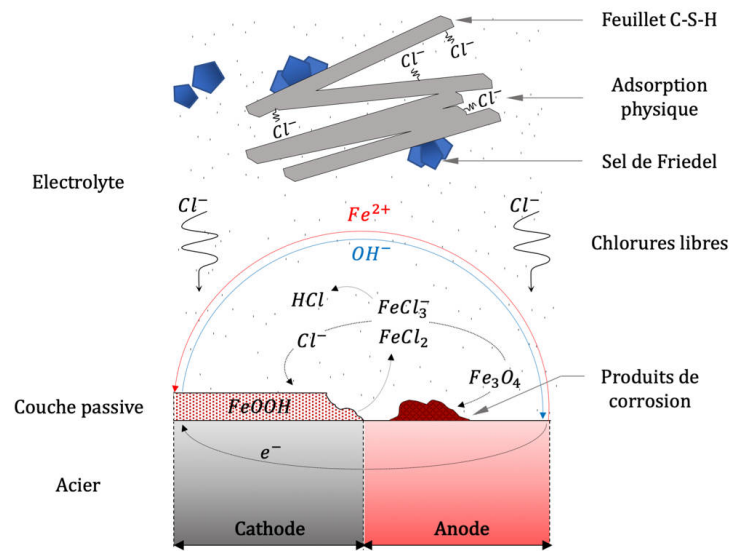 Feuillet C-S-H
Cl⁻
Cl⁻
Cl⁻
Cl⁻
Adsorption
physique
Sel de Friedel
Electrolyte
Cl⁻
Cl⁻
Fe²⁺
OH⁻
Chlorures libres
HCl
FeCl₃⁻
Cl⁻
FeCl₂
Fe₃O₄
Produits de
corrosion
Couche passive
FeOOH
e⁻
Acier
Cathode
Anode